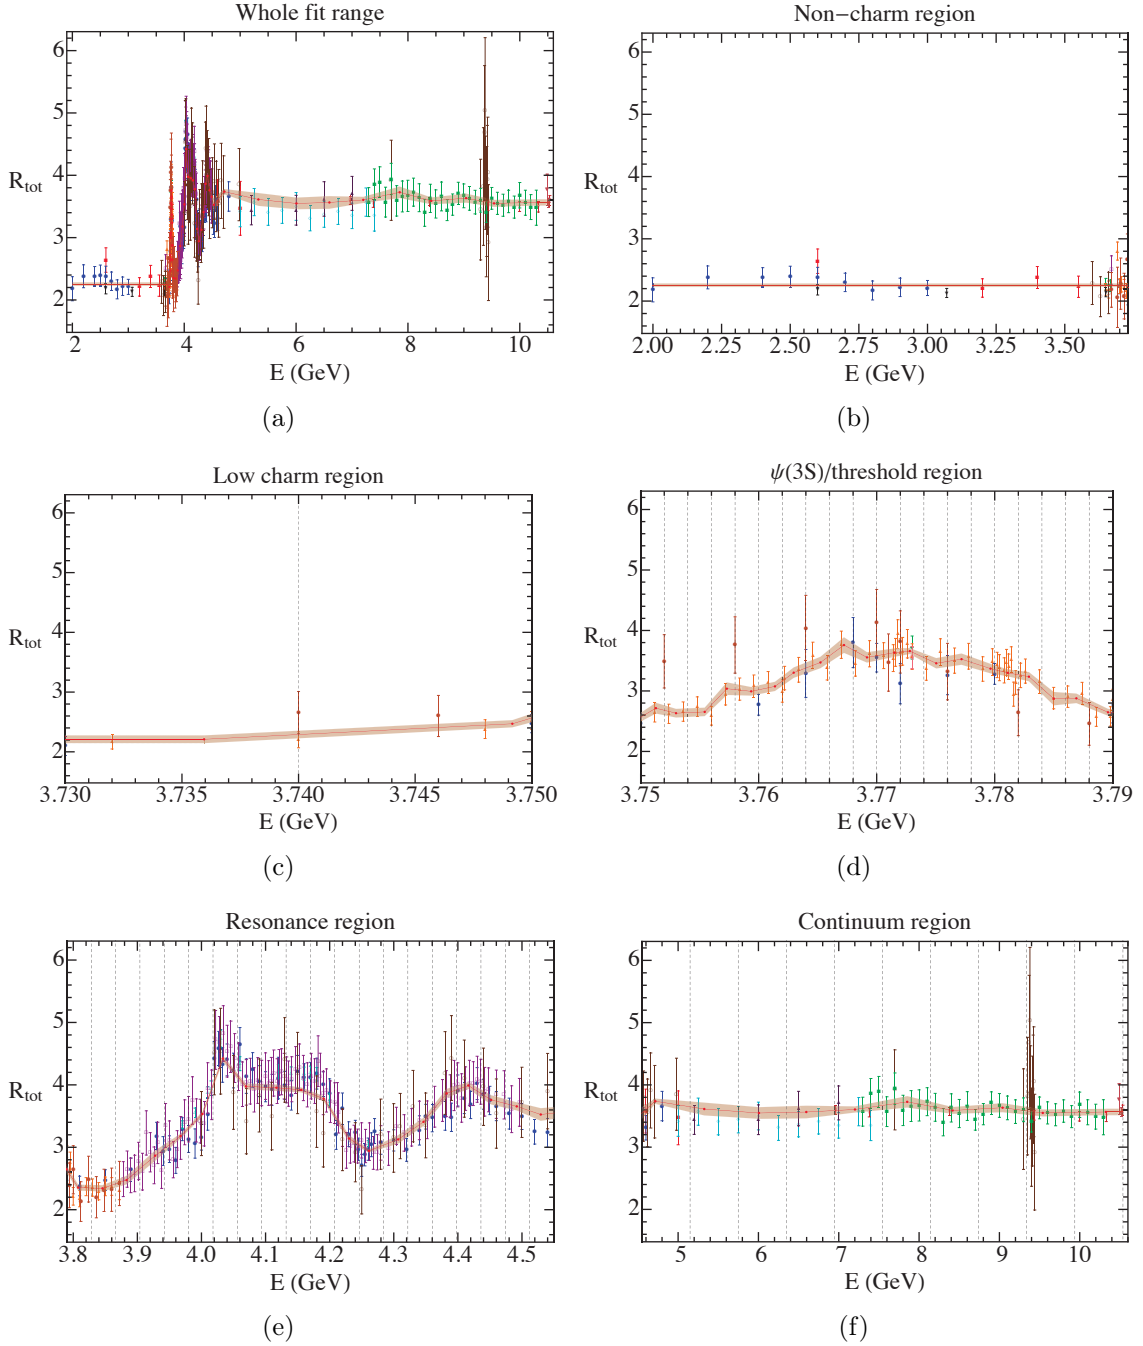 Whole fit range
6
5
4
3
2
R_tot
2 4 6 8 10
E (GeV)
(a)
Non−charm region
6
5
4
3
2
R_tot
2.00 2.25 2.50 2.75 3.00 3.25 3.50
E (GeV)
(b)
Low charm region
6
5
4
3
2
R_tot
3.730 3.735 3.740 3.745 3.750
E (GeV)
(c)
ψ(3S)/threshold region
6
5
4
3
2
R_tot
3.75 3.76 3.77 3.78 3.79
E (GeV)
(d)
Resonance region
6
5
4
3
2
R_tot
3.8 3.9 4.0 4.1 4.2 4.3 4.4 4.5
E (GeV)
(e)
Continuum region
6
5
4
3
2
R_tot
5 6 7 8 9 10
E (GeV)
(f)